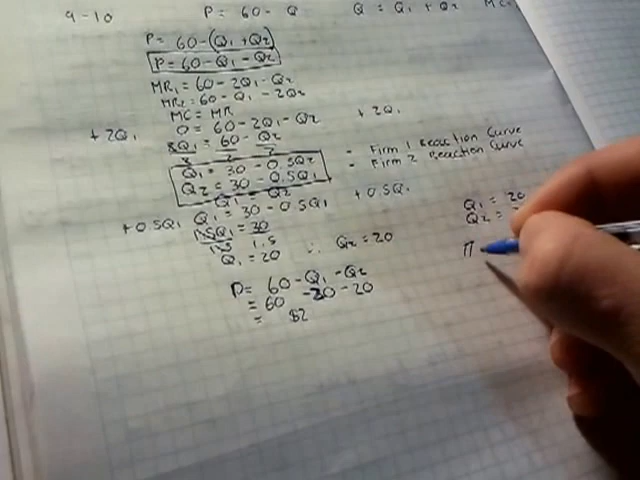 9-10 P = 60 - Q Q = Q1 + Q2 MC=
P = 60 - (Q1 + Q2)
P = 60 - Q1 - Q2
MR1 = 60 - 2Q1 - Q2
MR2 = 60 - Q1 - 2Q2
MC = MR
+ 2Q1 0 = 60 - 2Q1 - Q2 + 2Q1
2Q1 = 60 - Q2
2 2 2
Q1 = 30 - 0.5Q2 = Firm 1 Reaction Curve
Q2 = 30 - 0.5Q1 = Firm 2 Reaction Curve
Q1 = Q2
+0.5Q1 Q1 = 30 - 0.5Q1 +0.5Q1
1.5Q1 = 30
1.5 1.5
Q1 = 20 ∴ Q2 = 20
P = 60 - Q1 - Q2
= 60 - 20 - 20
= $2
Q1 = 20
Q2 =
π